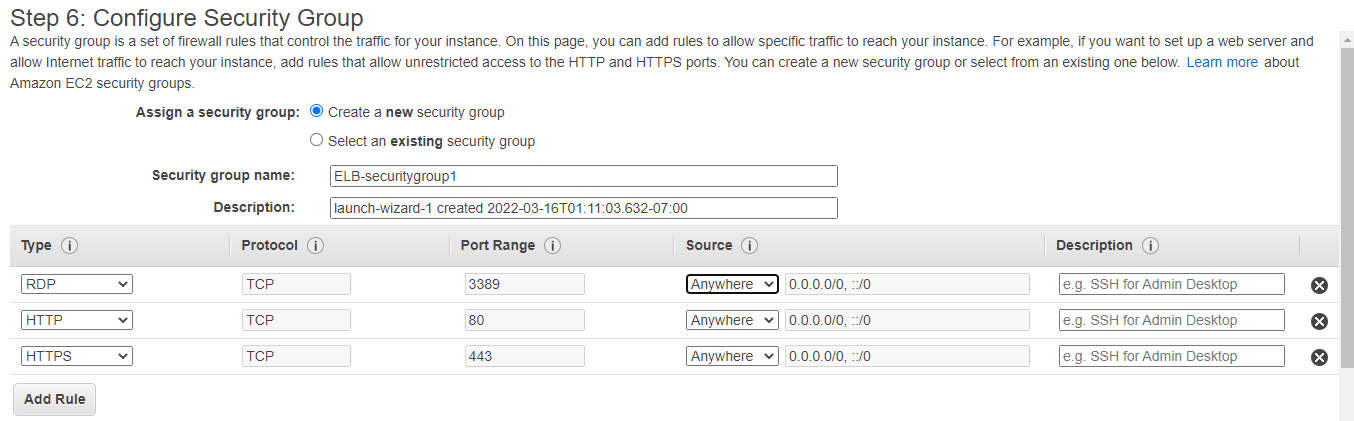 Step 6: Configure Security Group
A security group is a set of firewall rules that control the traffic for your instance. On this page, you can add rules to allow specific traffic to reach your instance. For example, if you want to set up a web server and
allow Internet traffic to reach your instance, add rules that allow unrestricted access to the HTTP and HTTPS ports. You can create a new security group or select from an existing one below. Learn more about
Amazon EC2 security groups.
Assign a security group: Create a new security group
Select an existing security group
Security group name: ELB-securitygroup1
Description: launch-wizard-1 created 2022-03-16T01:11:03.632-07:00
Type i Protocol i Port Range i Source i Description i
RDP TCP 3389 Anywhere 0.0.0.0/0, ::/0 e.g. SSH for Admin Desktop
HTTP TCP 80 Anywhere 0.0.0.0/0, ::/0 e.g. SSH for Admin Desktop
HTTPS TCP 443 Anywhere 0.0.0.0/0, ::/0 e.g. SSH for Admin Desktop
Add Rule